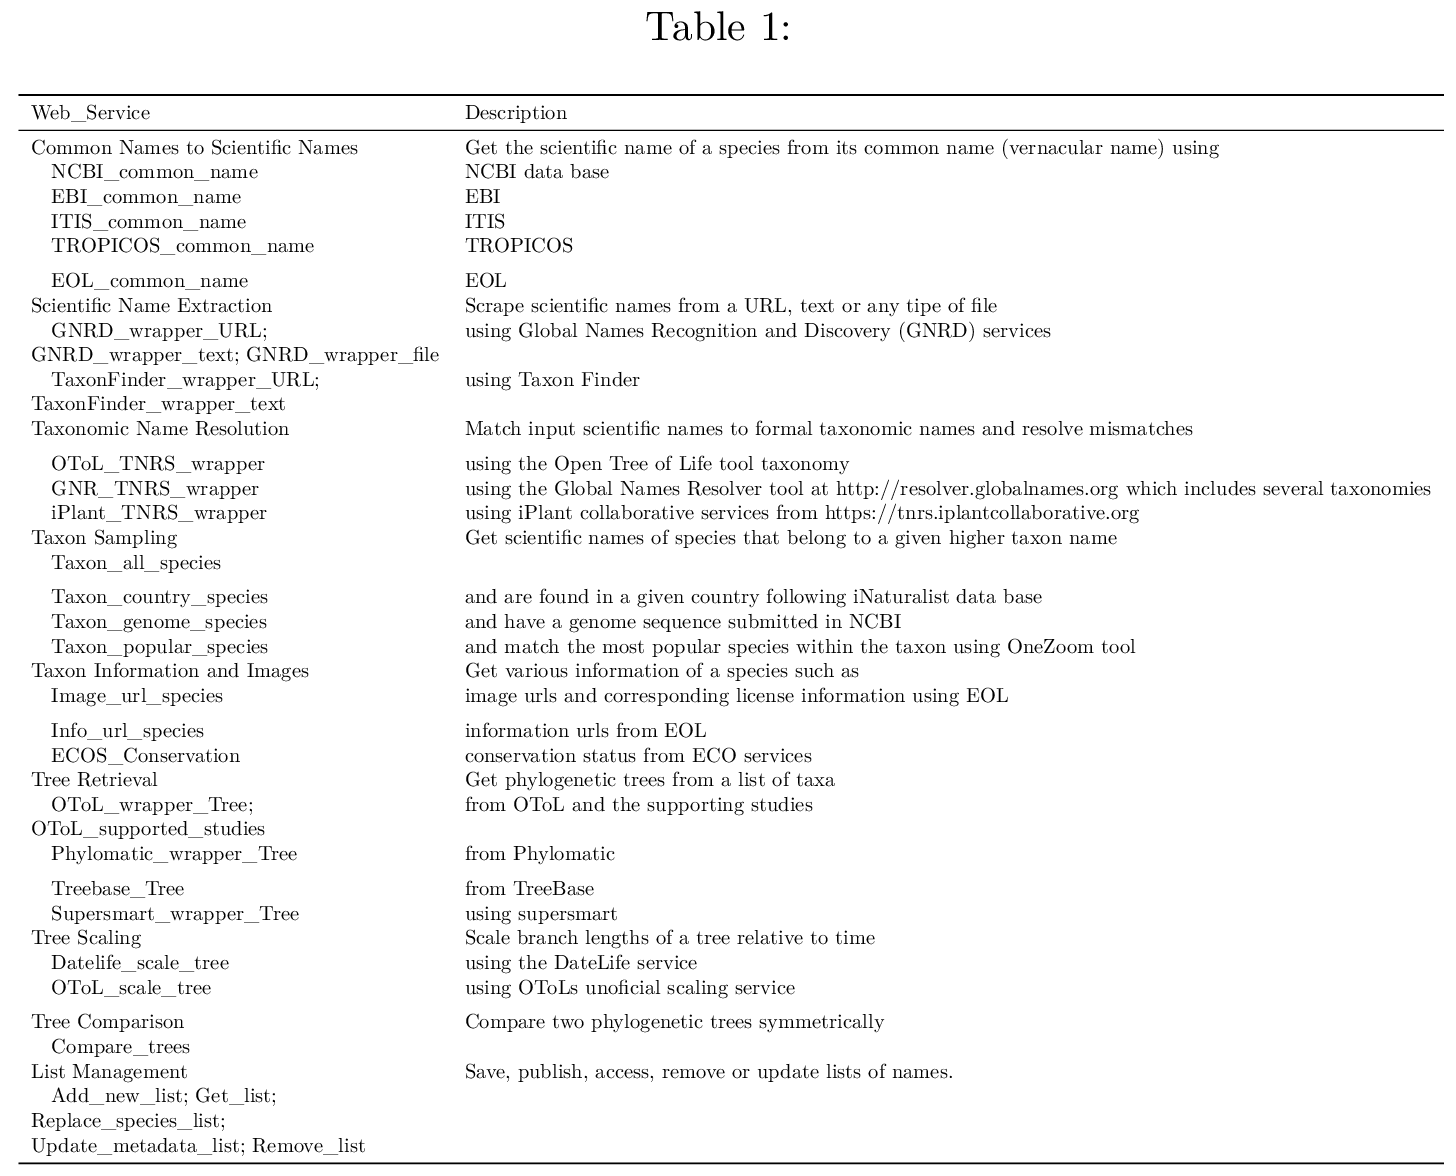 Table 1:
Web_Service Description
Common Names to Scientific Names Get the scientific name of a species from its common name (vernacular name) using
NCBI_common_name NCBI data base
EBI_common_name EBI
ITIS_common_name ITIS
TROPICOS_common_name TROPICOS
EOL_common_name EOL
Scientific Name Extraction Scrape scientific names from a URL, text or any tipe of file
GNRD_wrapper_URL; using Global Names Recognition and Discovery (GNRD) services
GNRD_wrapper_text; GNRD_wrapper_file
TaxonFinder_wrapper_URL; using Taxon Finder
TaxonFinder_wrapper_text
Taxonomic Name Resolution Match input scientific names to formal taxonomic names and resolve mismatches
OToL_TNRS_wrapper using the Open Tree of Life tool taxonomy
GNR_TNRS_wrapper using the Global Names Resolver tool at http://resolver.globalnames.org which includes several taxonomies
iPlant_TNRS_wrapper using iPlant collaborative services from https://tnrs.iplantcollaborative.org
Taxon Sampling Get scientific names of species that belong to a given higher taxon name
Taxon_all_species
Taxon_country_species and are found in a given country following iNaturalist data base
Taxon_genome_species and have a genome sequence submitted in NCBI
Taxon_popular_species and match the most popular species within the taxon using OneZoom tool
Taxon Information and Images Get various information of a species such as
Image_url_species image urls and corresponding license information using EOL
Info_url_species information urls from EOL
ECOS_Conservation conservation status from ECO services
Tree Retrieval Get phylogenetic trees from a list of taxa
OToL_wrapper_Tree; from OToL and the supporting studies
OToL_supported_studies
Phylomatic_wrapper_Tree from Phylomatic
Treebase_Tree from TreeBase
Supersmart_wrapper_Tree using supersmart
Tree Scaling Scale branch lengths of a tree relative to time
Datelife_scale_tree using the DateLife service
OToL_scale_tree using OToLs unoficial scaling service
Tree Comparison Compare two phylogenetic trees symmetrically
Compare_trees
List Management Save, publish, access, remove or update lists of names.
Add_new_list; Get_list;
Replace_species_list;
Update_metadata_list; Remove_list